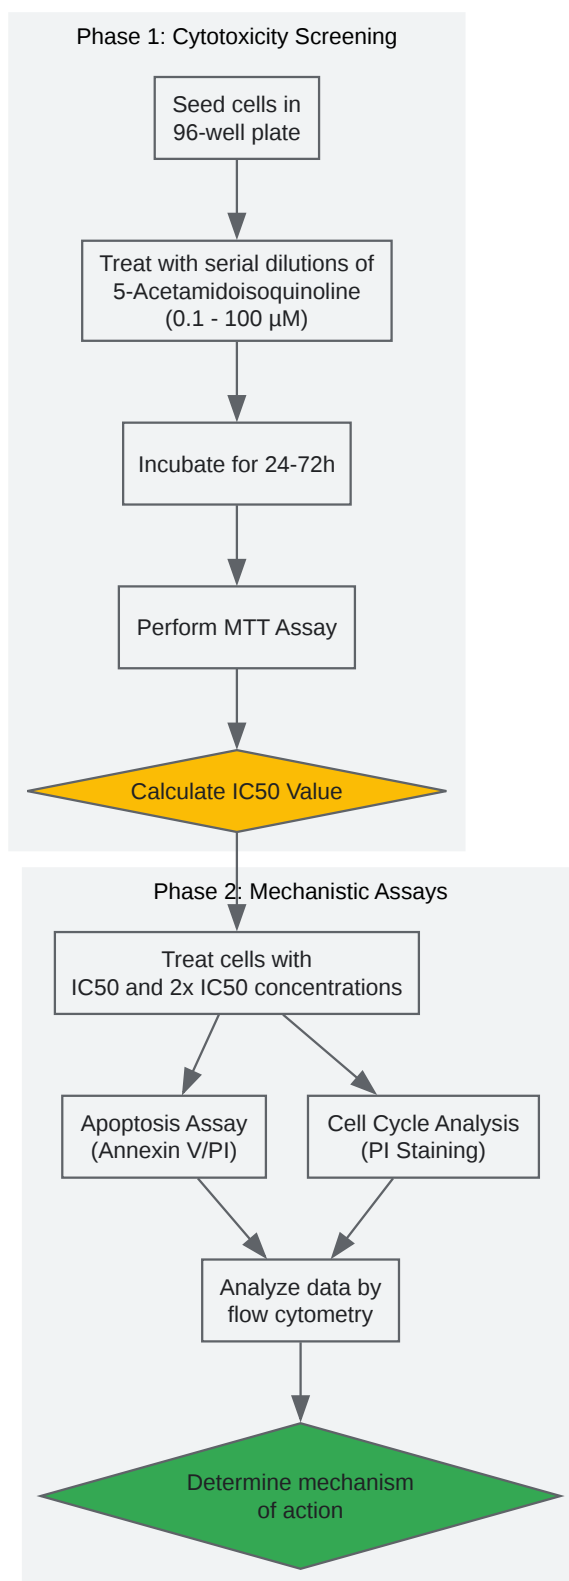 Phase 1: Cytotoxicity Screening
Seed cells in
96-well plate
Treat with serial dilutions of
5-Acetamidoisoquinoline
(0.1 - 100 µM)
Incubate for 24-72h
Perform MTT Assay
Calculate IC50 Value
Phase 2: Mechanistic Assays
Treat cells with
IC50 and 2x IC50 concentrations
Apoptosis Assay
(Annexin V/PI)
Cell Cycle Analysis
(PI Staining)
Analyze data by
flow cytometry
Determine mechanism
of action